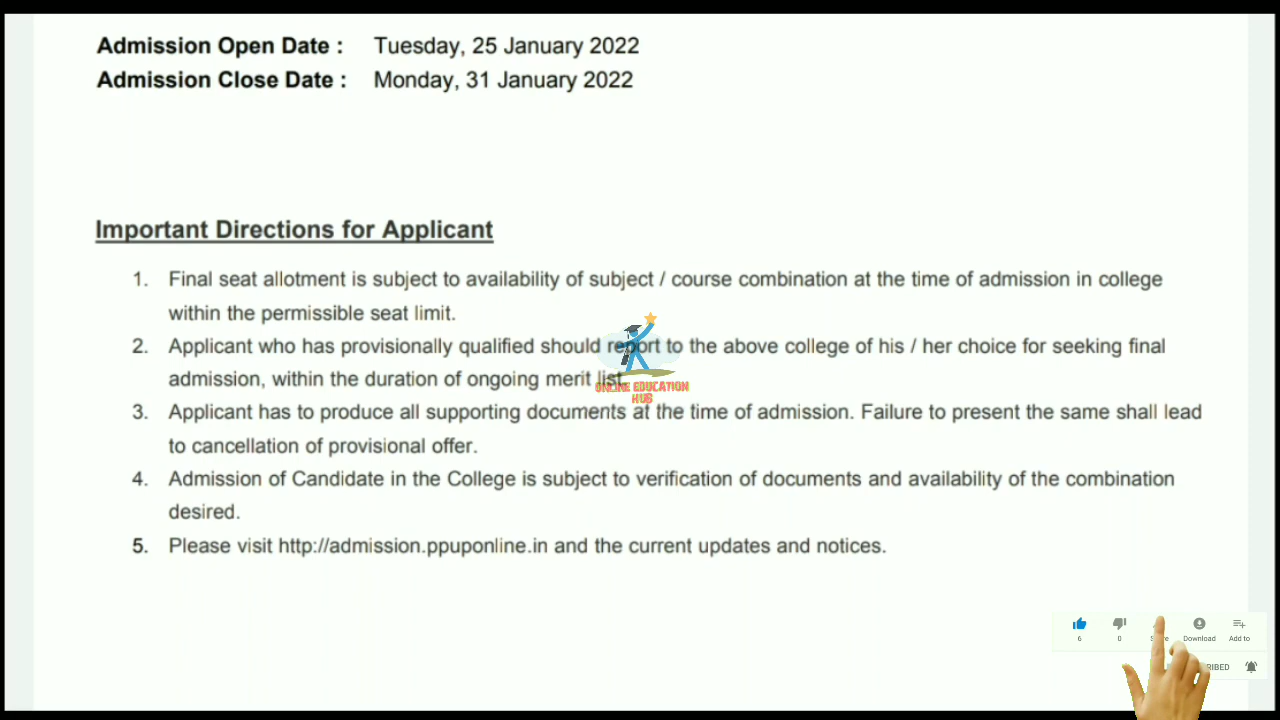 Admission Open Date : Tuesday, 25 January 2022
Admission Close Date : Monday, 31 January 2022
Important Directions for Applicant
1. Final seat allotment is subject to availability of subject / course combination at the time of admission in college
within the permissible seat limit.
2. Applicant who has provisionally qualified should report to the above college of his / her choice for seeking final
admission, within the duration of ongoing merit list.
3. Applicant has to produce all supporting documents at the time of admission. Failure to present the same shall lead
to cancellation of provisional offer.
4. Admission of Candidate in the College is subject to verification of documents and availability of the combination
desired.
5. Please visit http://admission.ppuponline.in and the current updates and notices.
ONLINE EDUCATION
HUB
6 0 Download Add to